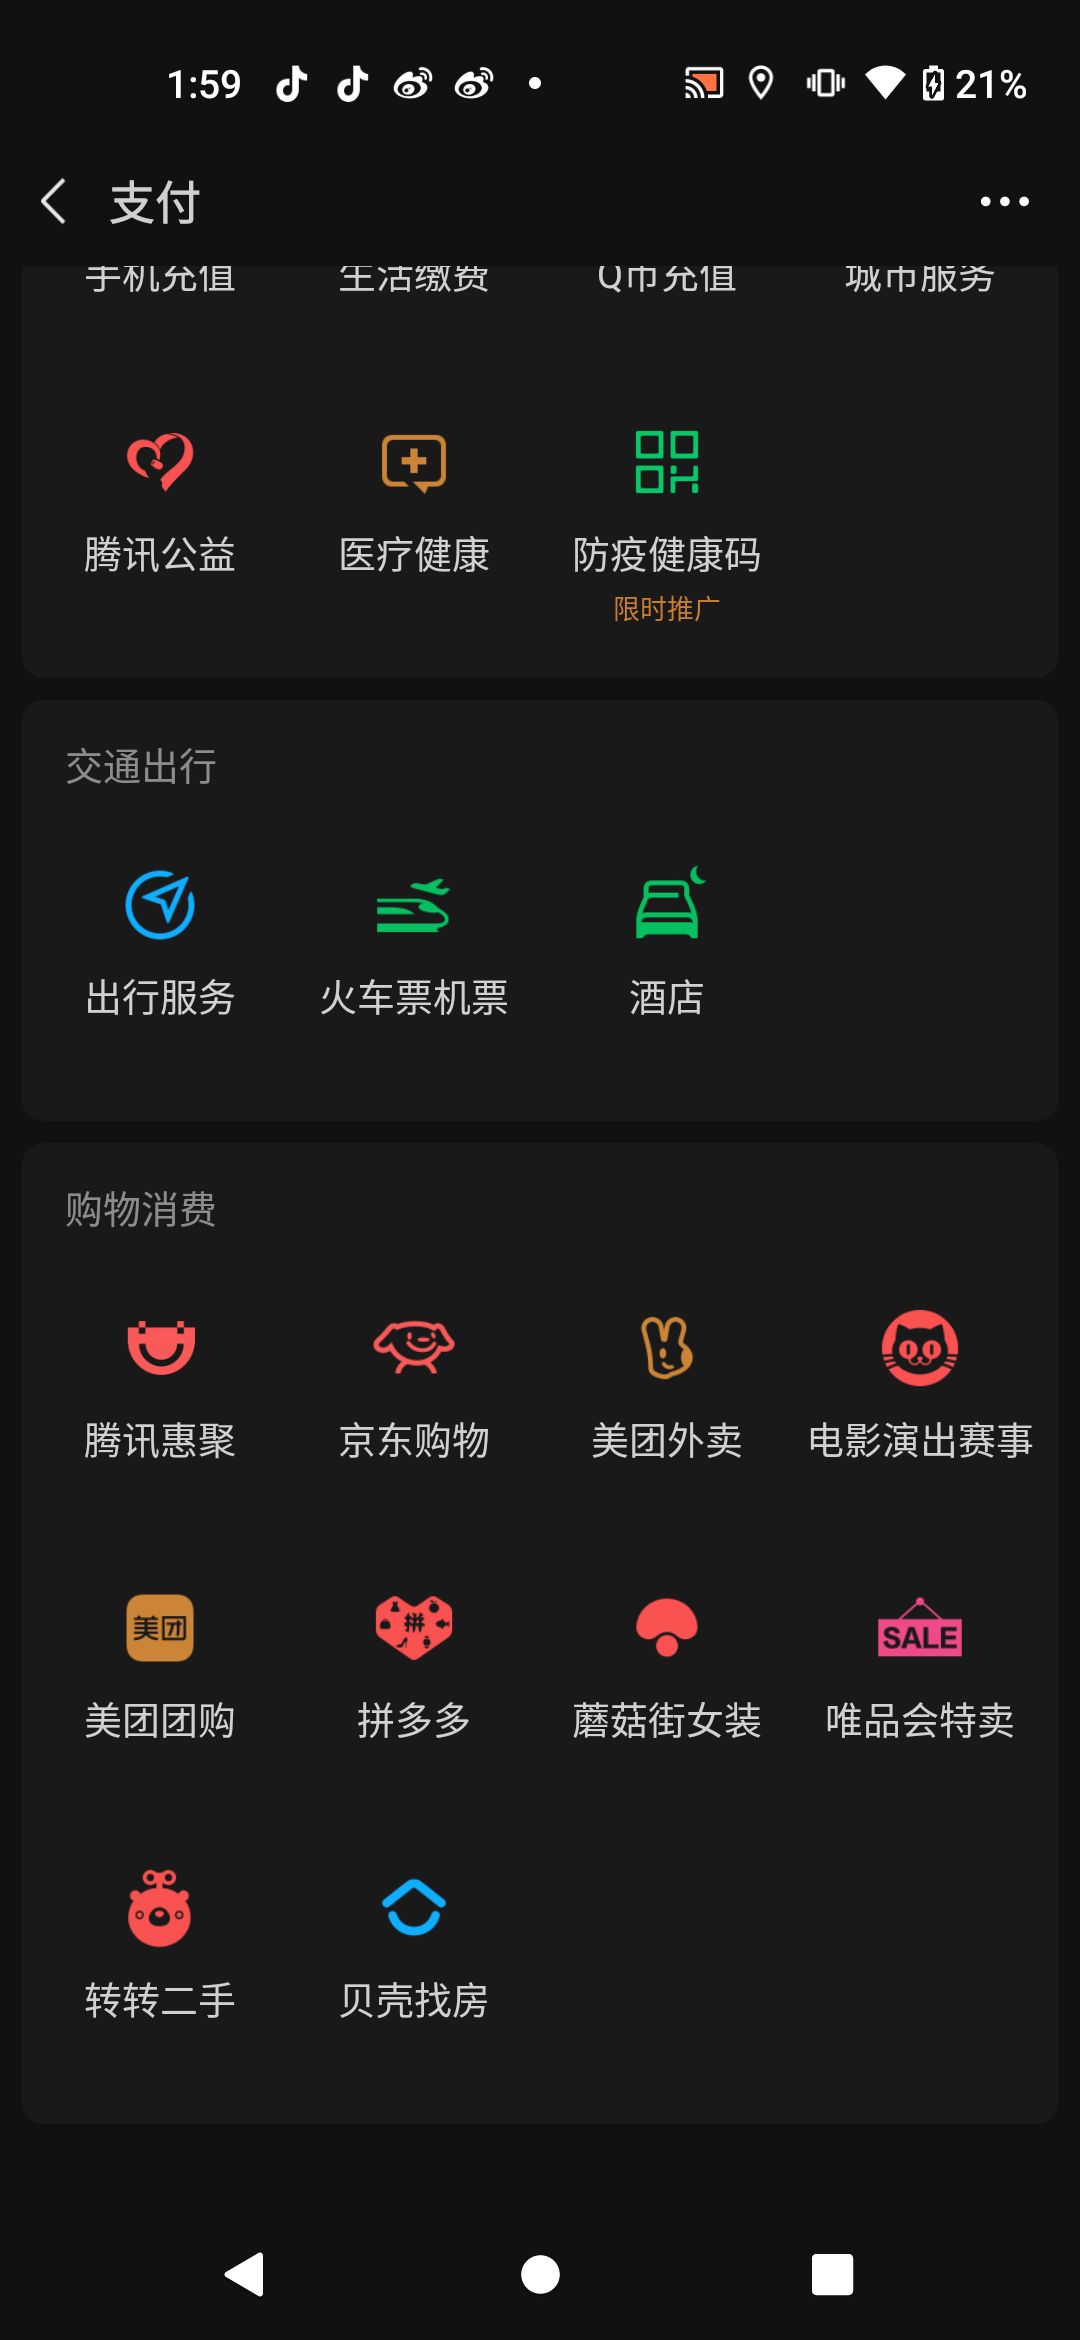 1:59
21%
支付
手机充值 生活缴费 Q币充值 城市服务
腾讯公益 医疗健康 防疫健康码
限时推广
交通出行
出行服务 火车票机票 酒店
购物消费
腾讯惠聚 京东购物 美团外卖 电影演出赛事
美团 拼 SALE
美团团购 拼多多 蘑菇街女装 唯品会特卖
转转二手 贝壳找房